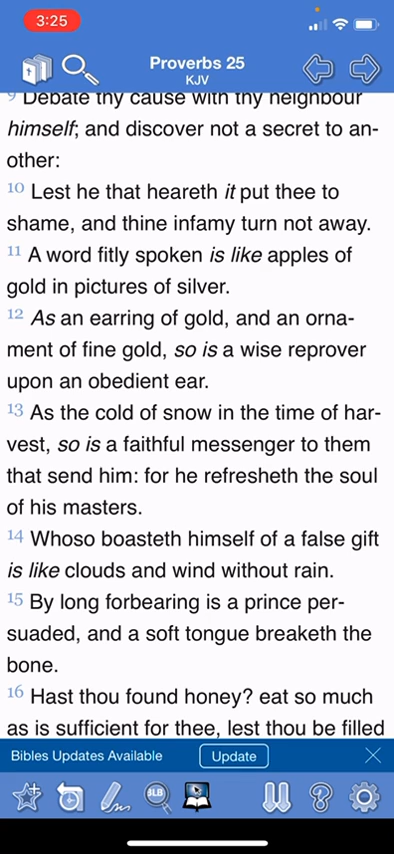 3:25
Proverbs 25
KJV
9 Debate thy cause with thy neighbour
himself; and discover not a secret to an-
other:
10 Lest he that heareth it put thee to
shame, and thine infamy turn not away.
11 A word fitly spoken is like apples of
gold in pictures of silver.
12 As an earring of gold, and an orna-
ment of fine gold, so is a wise reprover
upon an obedient ear.
13 As the cold of snow in the time of har-
vest, so is a faithful messenger to them
that send him: for he refresheth the soul
of his masters.
14 Whoso boasteth himself of a false gift
is like clouds and wind without rain.
15 By long forbearing is a prince per-
suaded, and a soft tongue breaketh the
bone.
16 Hast thou found honey? eat so much
as is sufficient for thee, lest thou be filled
Bibles Updates Available Update
BLB